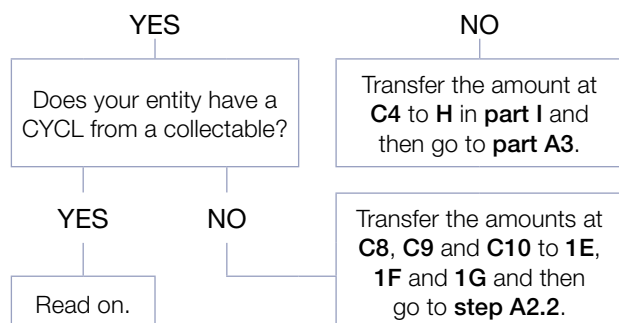 YES
NO
Does your entity have a
CYCL from a collectable?
Transfer the amount at
C4 to H in part I and
then go to part A3.
YES
NO
Read on.
Transfer the amounts at
C8, C9 and C10 to 1E,
1F and 1G and then
go to step A2.2.